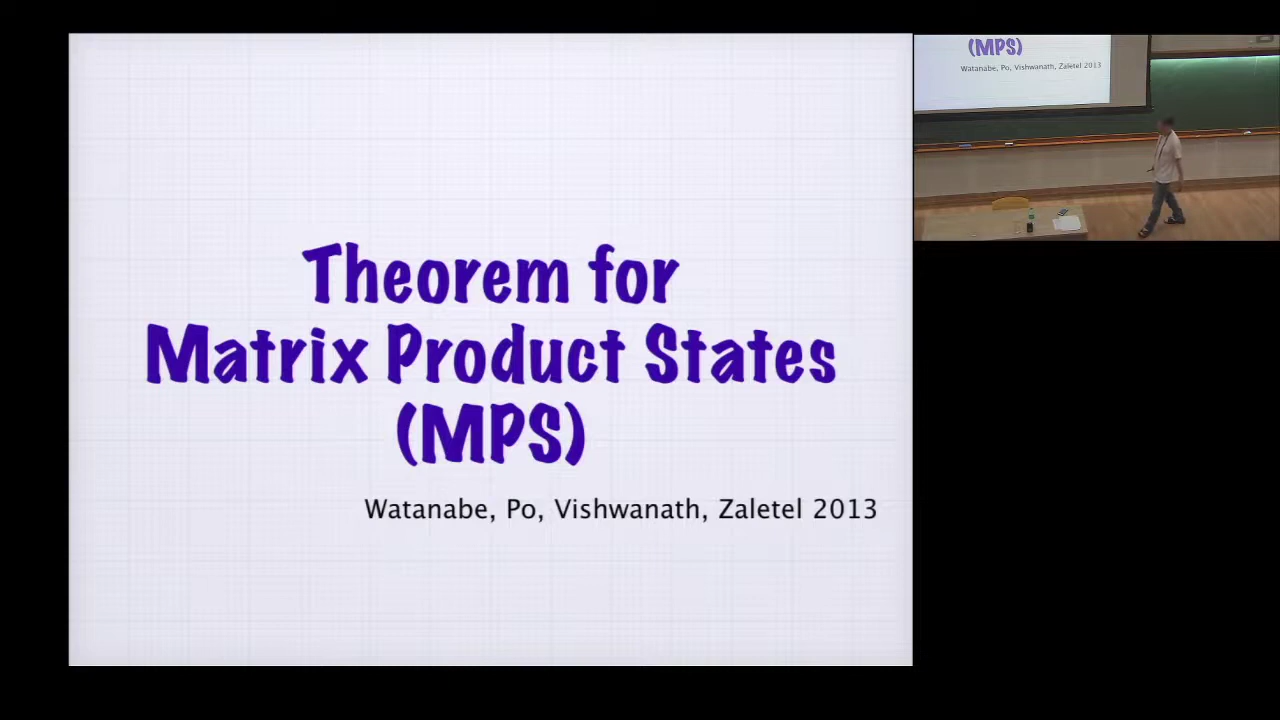 Theorem for
Matrix Product States
(MPS)
Watanabe, Po, Vishwanath, Zaletel 2013
(MPS)
Watanabe, Po, Vishwanath, Zaletel 2013